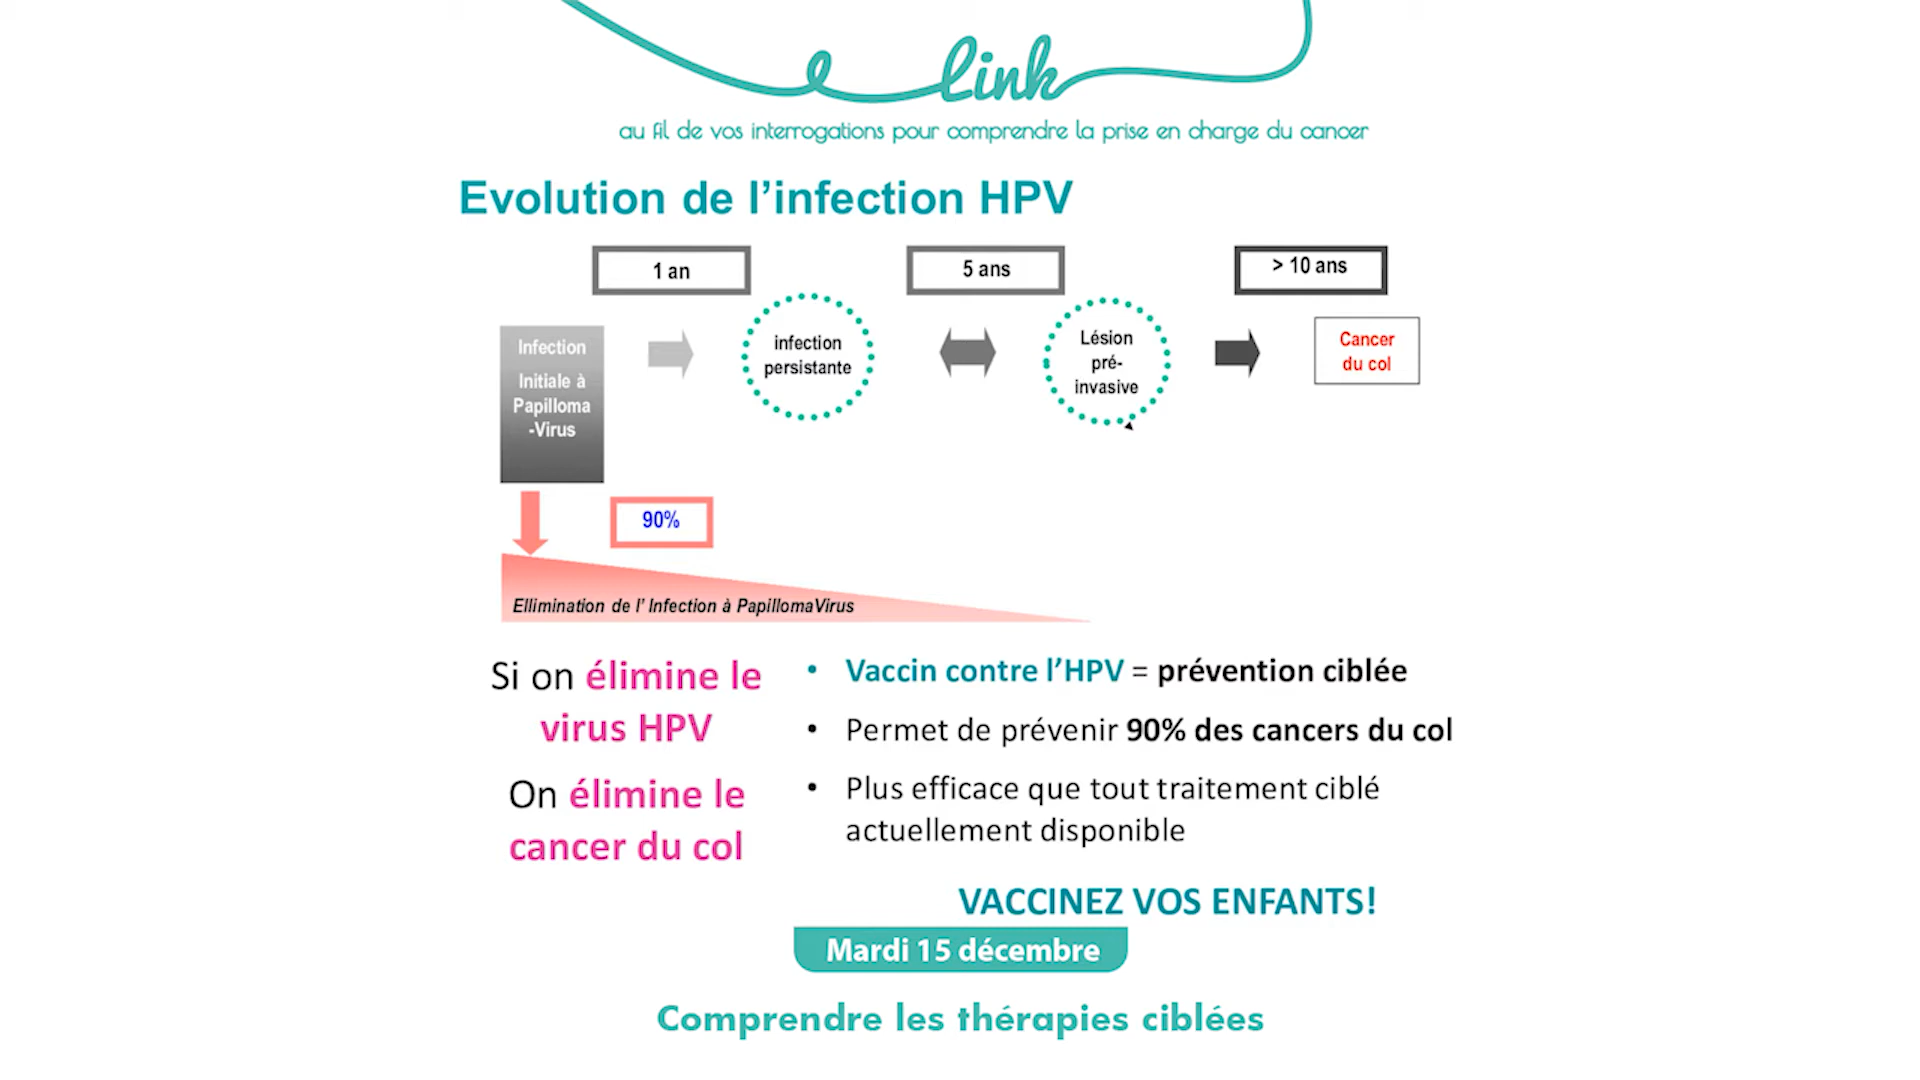 e link
au fil de vos interrogations pour comprendre la prise en charge du cancer
Evolution de l’infection HPV
1 an
5 ans
> 10 ans
Infection
Initiale à
Papilloma
-Virus
infection
persistante
Lésion
pré-
invasive
Cancer
du col
90%
Ellimination de l’ Infection à PapillomaVirus
Si on élimine le
virus HPV
On élimine le
cancer du col
• Vaccin contre l’HPV = prévention ciblée
• Permet de prévenir 90% des cancers du col
• Plus efficace que tout traitement ciblé
actuellement disponible
VACCINEZ VOS ENFANTS!
Mardi 15 décembre
Comprendre les thérapies ciblées